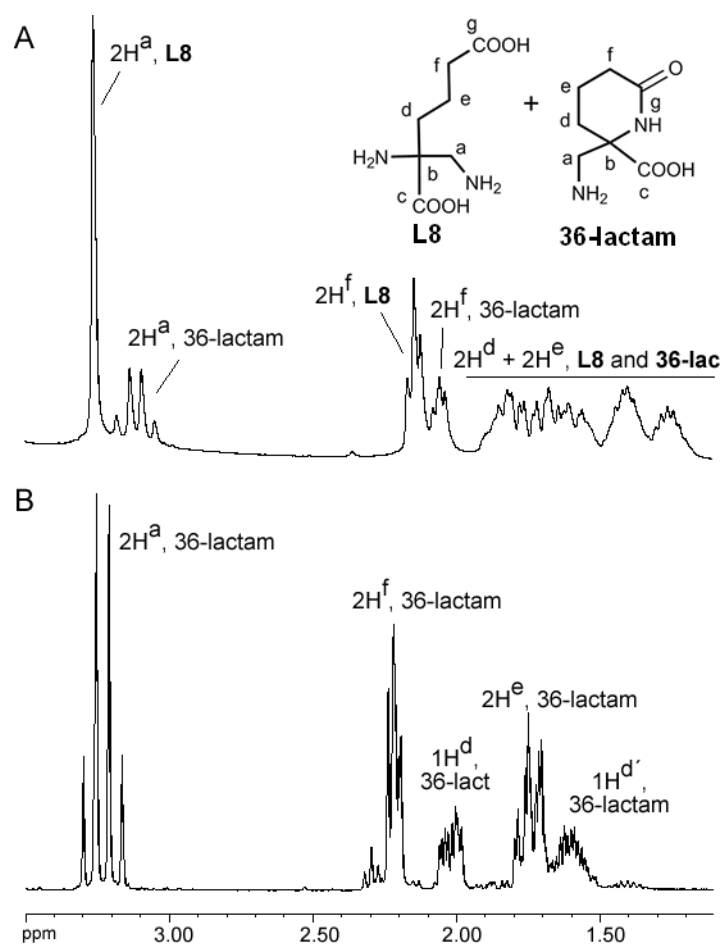 A
2Hᵃ, L8
g
COOH
f
e
d
H₂N
a
b
NH₂
c
COOH
L8
+
f
O
e
g
d
NH
a
b
COOH
NH₂
c
36-lactam
2Hᶠ, L8
2Hᶠ, 36-lactam
2Hᵃ, 36-lactam
2Hᵈ + 2Hᵉ, L8 and 36-lac
B
2Hᵃ, 36-lactam
2Hᶠ, 36-lactam
2Hᵉ, 36-lactam
1Hᵈ,
36-lact
1Hᵈ´,
36-lactam
ppm 3.00 2.50 2.00 1.50